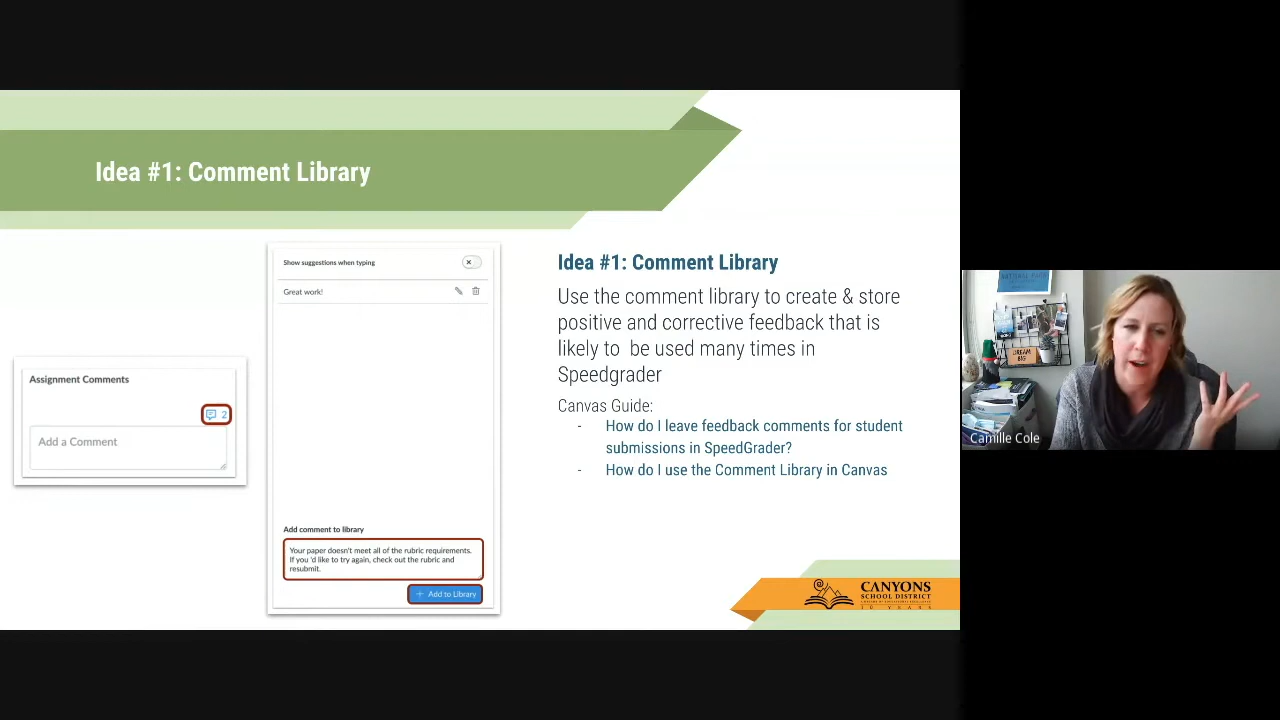 Idea #1: Comment Library
Assignment Comments
2
Add a Comment
Show suggestions when typing
Great work!
Add comment to library
Your paper doesn't meet all of the rubric requirements.
If you 'd like to try again, check out the rubric and
resubmit.
+ Add to Library
Idea #1: Comment Library
Use the comment library to create & store
positive and corrective feedback that is
likely to be used many times in
Speedgrader
Canvas Guide:
- How do I leave feedback comments for student
submissions in SpeedGrader?
- How do I use the Comment Library in Canvas
CANYONS
SCHOOL DISTRICT
DREAM
BIG
Camille Cole